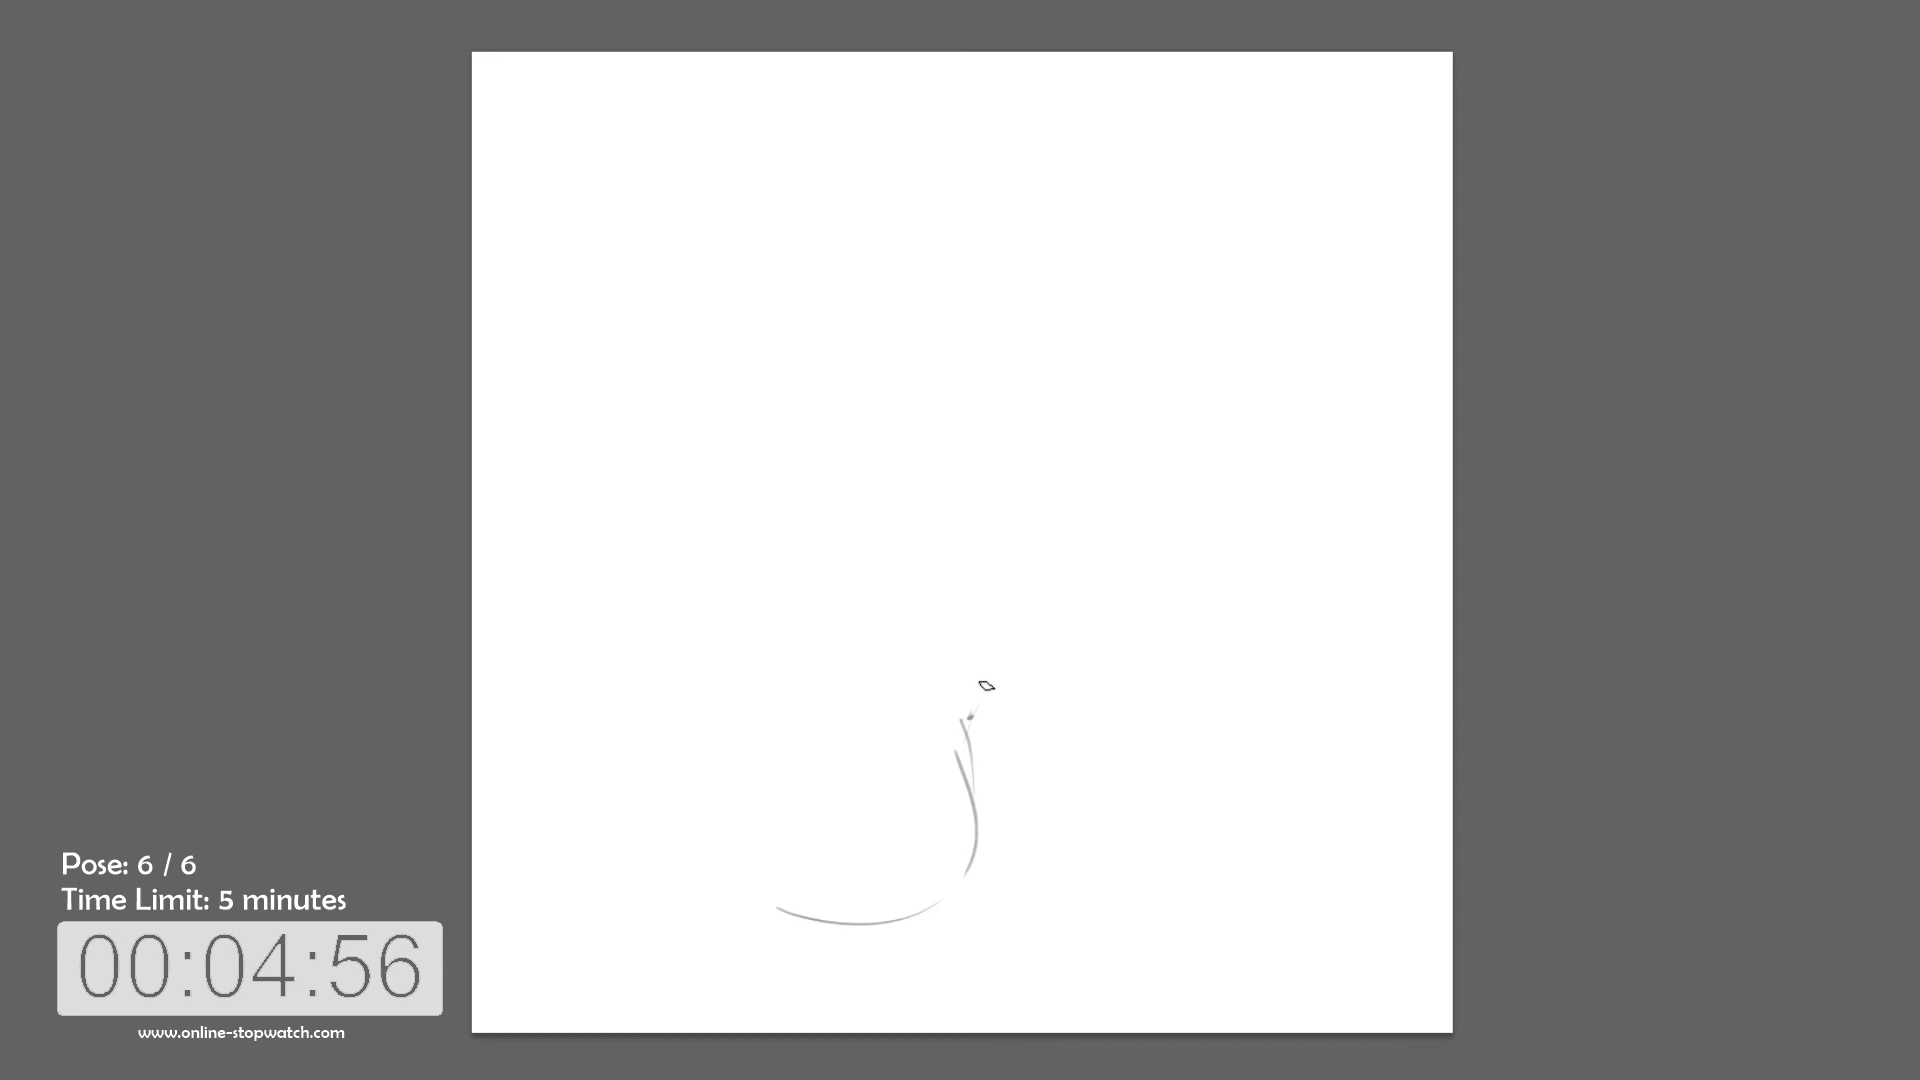 Pose: 6 / 6
Time Limit: 5 minutes
00:04:56
www.online-stopwatch.com